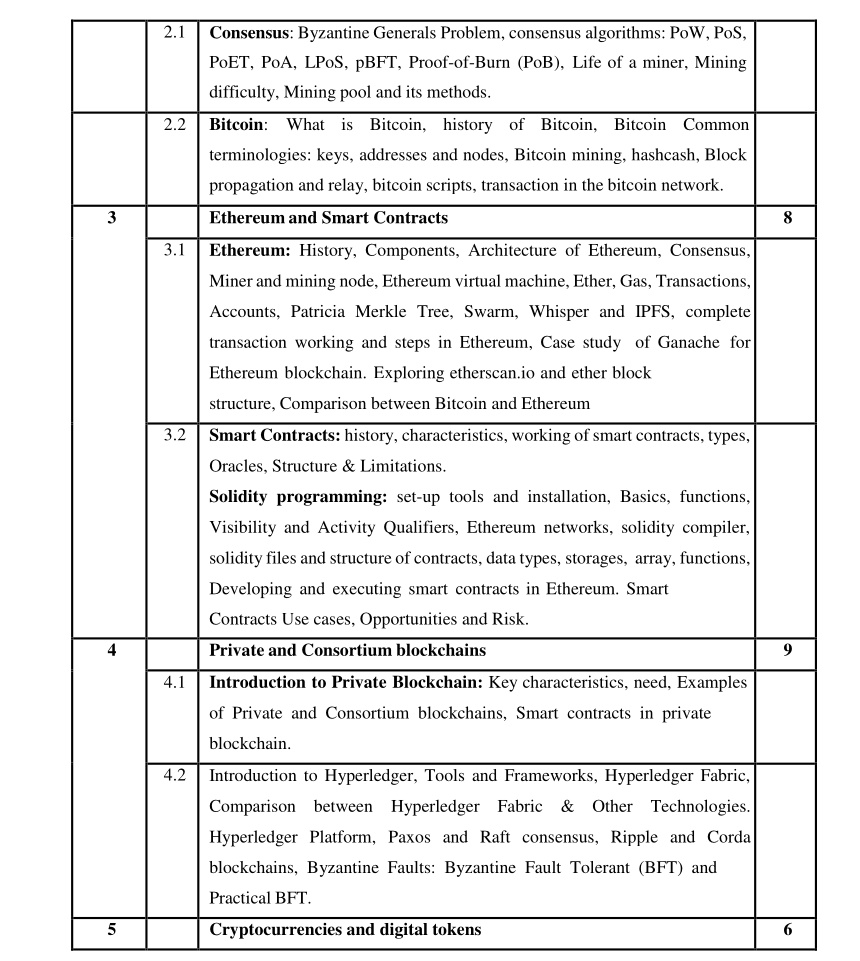 2.1 Consensus: Byzantine Generals Problem, consensus algorithms: PoW, PoS,
PoET, PoA, LPoS, pBFT, Proof-of-Burn (PoB), Life of a miner, Mining
difficulty, Mining pool and its methods.
2.2 Bitcoin: What is Bitcoin, history of Bitcoin, Bitcoin Common
terminologies: keys, addresses and nodes, Bitcoin mining, hashcash, Block
propagation and relay, bitcoin scripts, transaction in the bitcoin network.
3 Ethereum and Smart Contracts 8
3.1 Ethereum: History, Components, Architecture of Ethereum, Consensus,
Miner and mining node, Ethereum virtual machine, Ether, Gas, Transactions,
Accounts, Patricia Merkle Tree, Swarm, Whisper and IPFS, complete
transaction working and steps in Ethereum, Case study of Ganache for
Ethereum blockchain. Exploring etherscan.io and ether block
structure, Comparison between Bitcoin and Ethereum
3.2 Smart Contracts: history, characteristics, working of smart contracts, types,
Oracles, Structure & Limitations.
Solidity programming: set-up tools and installation, Basics, functions,
Visibility and Activity Qualifiers, Ethereum networks, solidity compiler,
solidity files and structure of contracts, data types, storages, array, functions,
Developing and executing smart contracts in Ethereum. Smart
Contracts Use cases, Opportunities and Risk.
4 Private and Consortium blockchains 9
4.1 Introduction to Private Blockchain: Key characteristics, need, Examples
of Private and Consortium blockchains, Smart contracts in private
blockchain.
4.2 Introduction to Hyperledger, Tools and Frameworks, Hyperledger Fabric,
Comparison between Hyperledger Fabric & Other Technologies.
Hyperledger Platform, Paxos and Raft consensus, Ripple and Corda
blockchains, Byzantine Faults: Byzantine Fault Tolerant (BFT) and
Practical BFT.
5 Cryptocurrencies and digital tokens 6